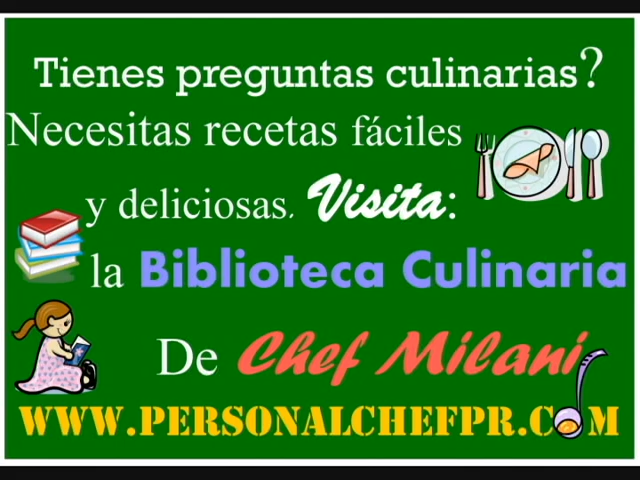 Tienes preguntas culinarias?
Necesitas recetas fáciles
y deliciosas. Visita:
la Biblioteca Culinaria
De Chef Milani
WWW.PERSONALCHEFPR.COM